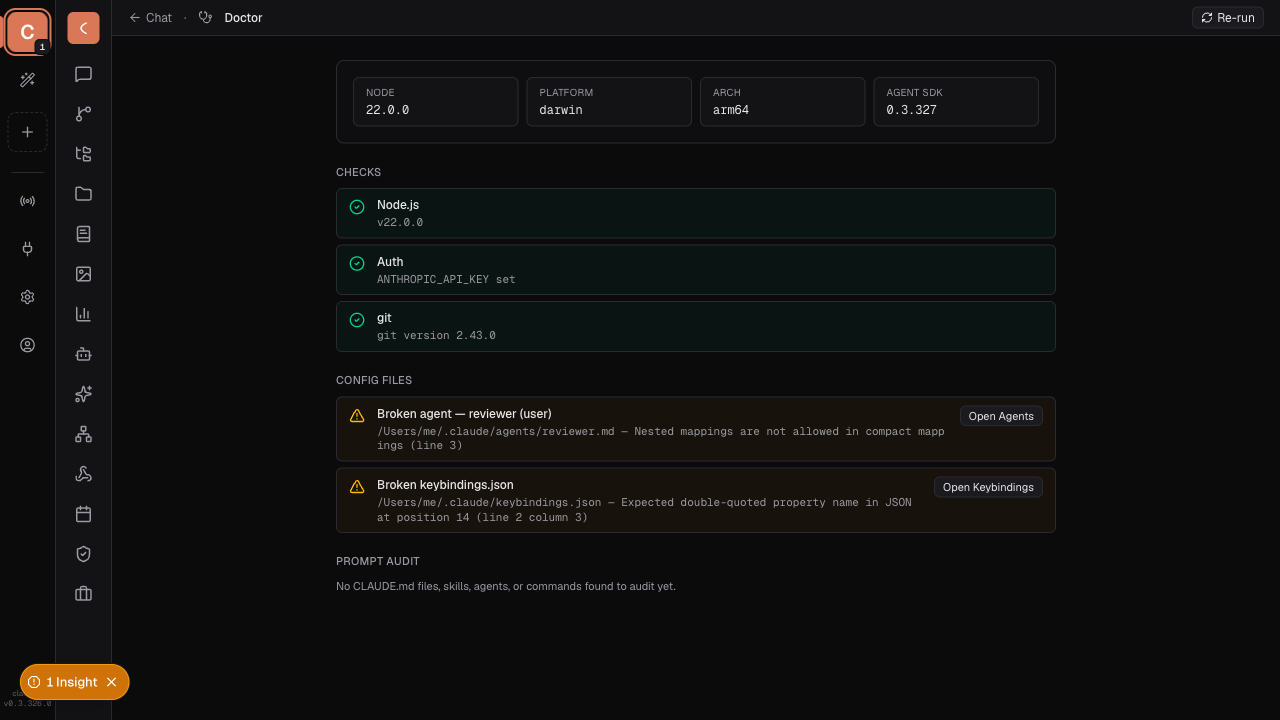 C
1
Chat · Doctor
Re-run
NODE
22.0.0
PLATFORM
darwin
ARCH
arm64
AGENT SDK
0.3.327
CHECKS
Node.js
v22.0.0
Auth
ANTHROPIC_API_KEY set
git
git version 2.43.0
CONFIG FILES
Broken agent — reviewer (user)
/Users/me/.claude/agents/reviewer.md — Nested mappings are not allowed in compact mapp
ings (line 3)
Open Agents
Broken keybindings.json
/Users/me/.claude/keybindings.json — Expected double-quoted property name in JSON
at position 14 (line 2 column 3)
Open Keybindings
PROMPT AUDIT
No CLAUDE.md files, skills, agents, or commands found to audit yet.
1 Insight
v0.3.326.0